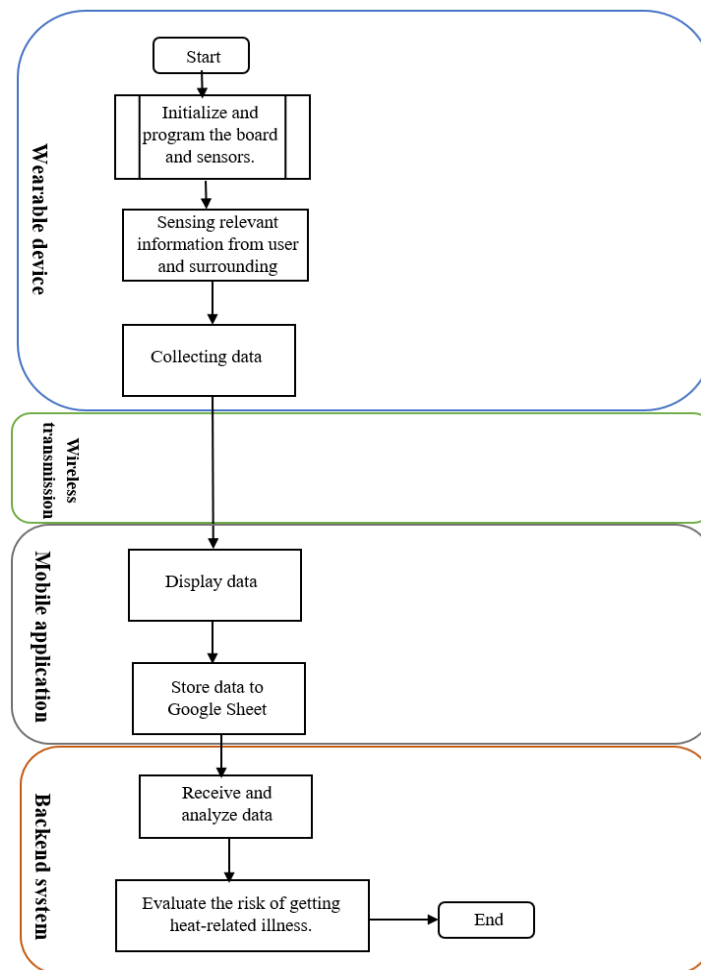 Wearable device
Start
Initialize and
program the board
and sensors.
Sensing relevant
information from user
and surrounding
Collecting data
Wireless
transmission
Mobile application
Display data
Store data to
Google Sheet
Backend system
Receive and
analyze data
Evaluate the risk of getting
heat-related illness.
End